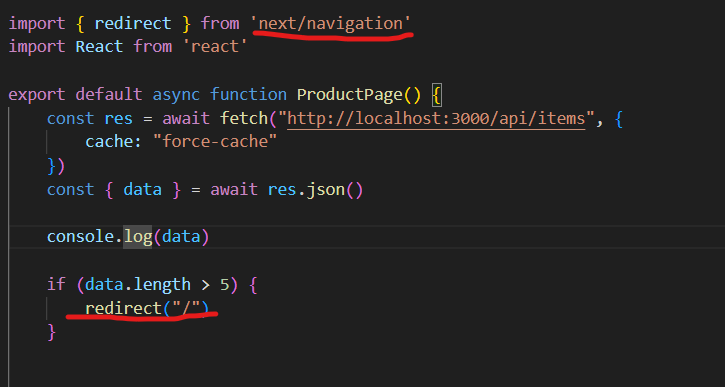 import { redirect } from 'next/navigation'
import React from 'react'
export default async function ProductPage() {
const res = await fetch("http://localhost:3000/api/items", {
cache: "force-cache"
})
const { data } = await res.json()
console.log(data)
if (data.length > 5) {
redirect("/")
}